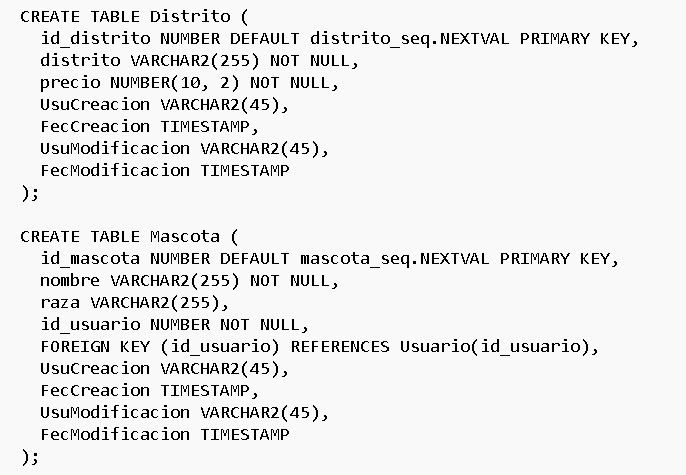 CREATE TABLE Distrito (
id_distrito NUMBER DEFAULT distrito_seq.NEXTVAL PRIMARY KEY,
distrito VARCHAR2(255) NOT NULL,
precio NUMBER(10, 2) NOT NULL,
UsuCreacion VARCHAR2(45),
FecCreacion TIMESTAMP,
UsuModificacion VARCHAR2(45),
FecModificacion TIMESTAMP
);
CREATE TABLE Mascota (
id_mascota NUMBER DEFAULT mascota_seq.NEXTVAL PRIMARY KEY,
nombre VARCHAR2(255) NOT NULL,
raza VARCHAR2(255),
id_usuario NUMBER NOT NULL,
FOREIGN KEY (id_usuario) REFERENCES Usuario(id_usuario),
UsuCreacion VARCHAR2(45),
FecCreacion TIMESTAMP,
UsuModificacion VARCHAR2(45),
FecModificacion TIMESTAMP
);